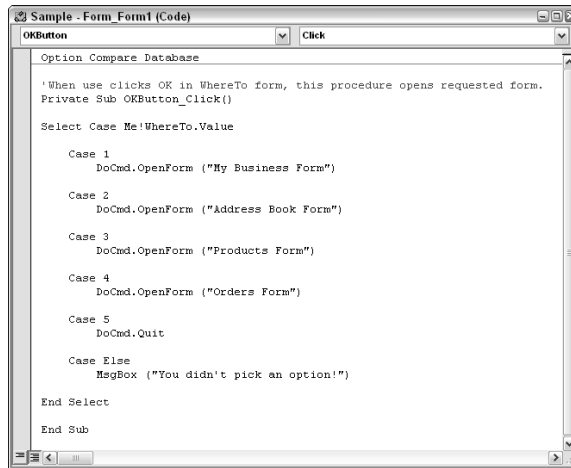 Sample - Form_Form1 (Code)
OKButton Click
Option Compare Database
'When use clicks OK in WhereTo form, this procedure opens requested form.
Private Sub OKButton_Click()
Select Case Me!WhereTo.Value
Case 1
DoCmd.OpenForm ("My Business Form")
Case 2
DoCmd.OpenForm ("Address Book Form")
Case 3
DoCmd.OpenForm ("Products Form")
Case 4
DoCmd.OpenForm ("Orders Form")
Case 5
DoCmd.Quit
Case Else
MsgBox ("You didn't pick an option!")
End Select
End Sub